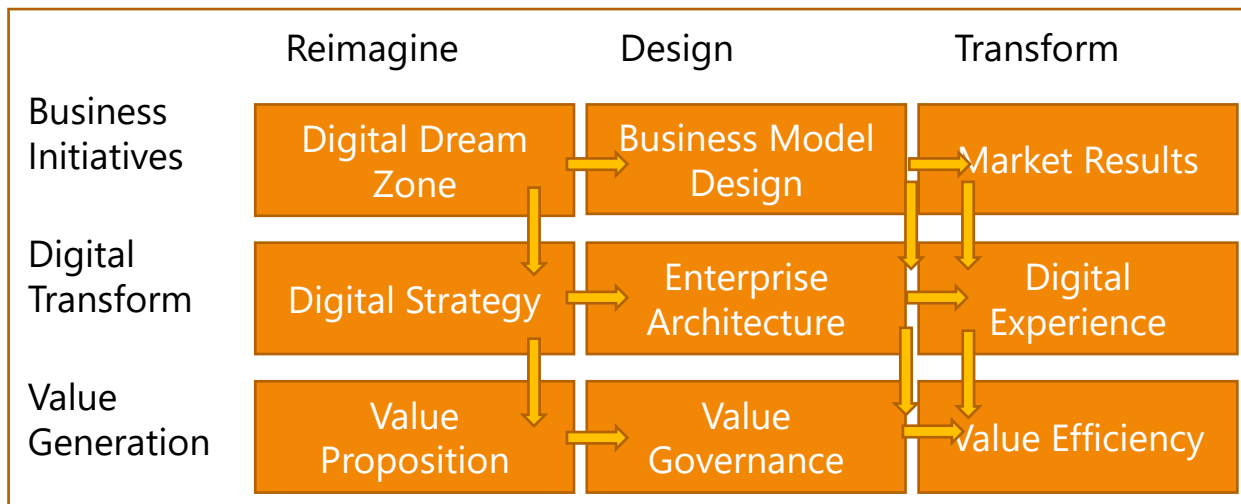 Reimagine
Design
Transform
Business
Initiatives
Digital Dream
Zone
Business Model
Design
Market Results
Digital
Transform
Digital Strategy
Enterprise
Architecture
Digital
Experience
Value
Generation
Value
Proposition
Value
Governance
Value Efficiency